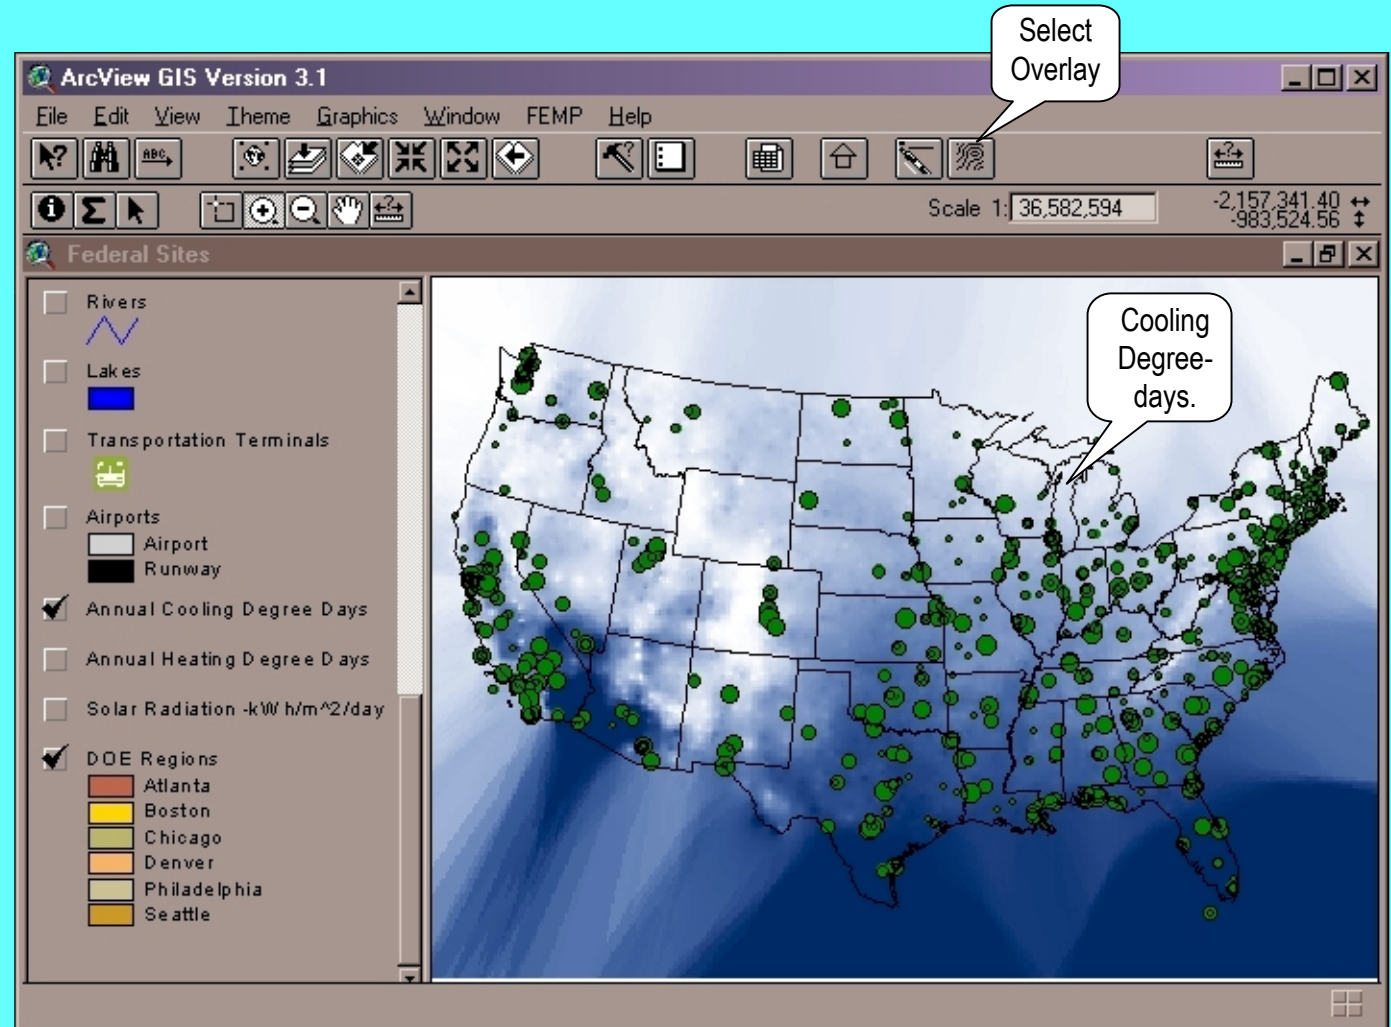 Select
Overlay
ArcView GIS Version 3.1
File Edit View Theme Graphics Window FEMP Help
ABC
Scale 1: 36,582,594
-2,157,341.40
-983,524.56
Federal Sites
Rivers
Lakes
Transportation Terminals
Airports
Airport
Runway
Annual Cooling Degree Days
Annual Heating Degree Days
Solar Radiation -kWh/m^2/day
DOE Regions
Atlanta
Boston
Chicago
Denver
Philadelphia
Seattle
Cooling
Degree-
days.